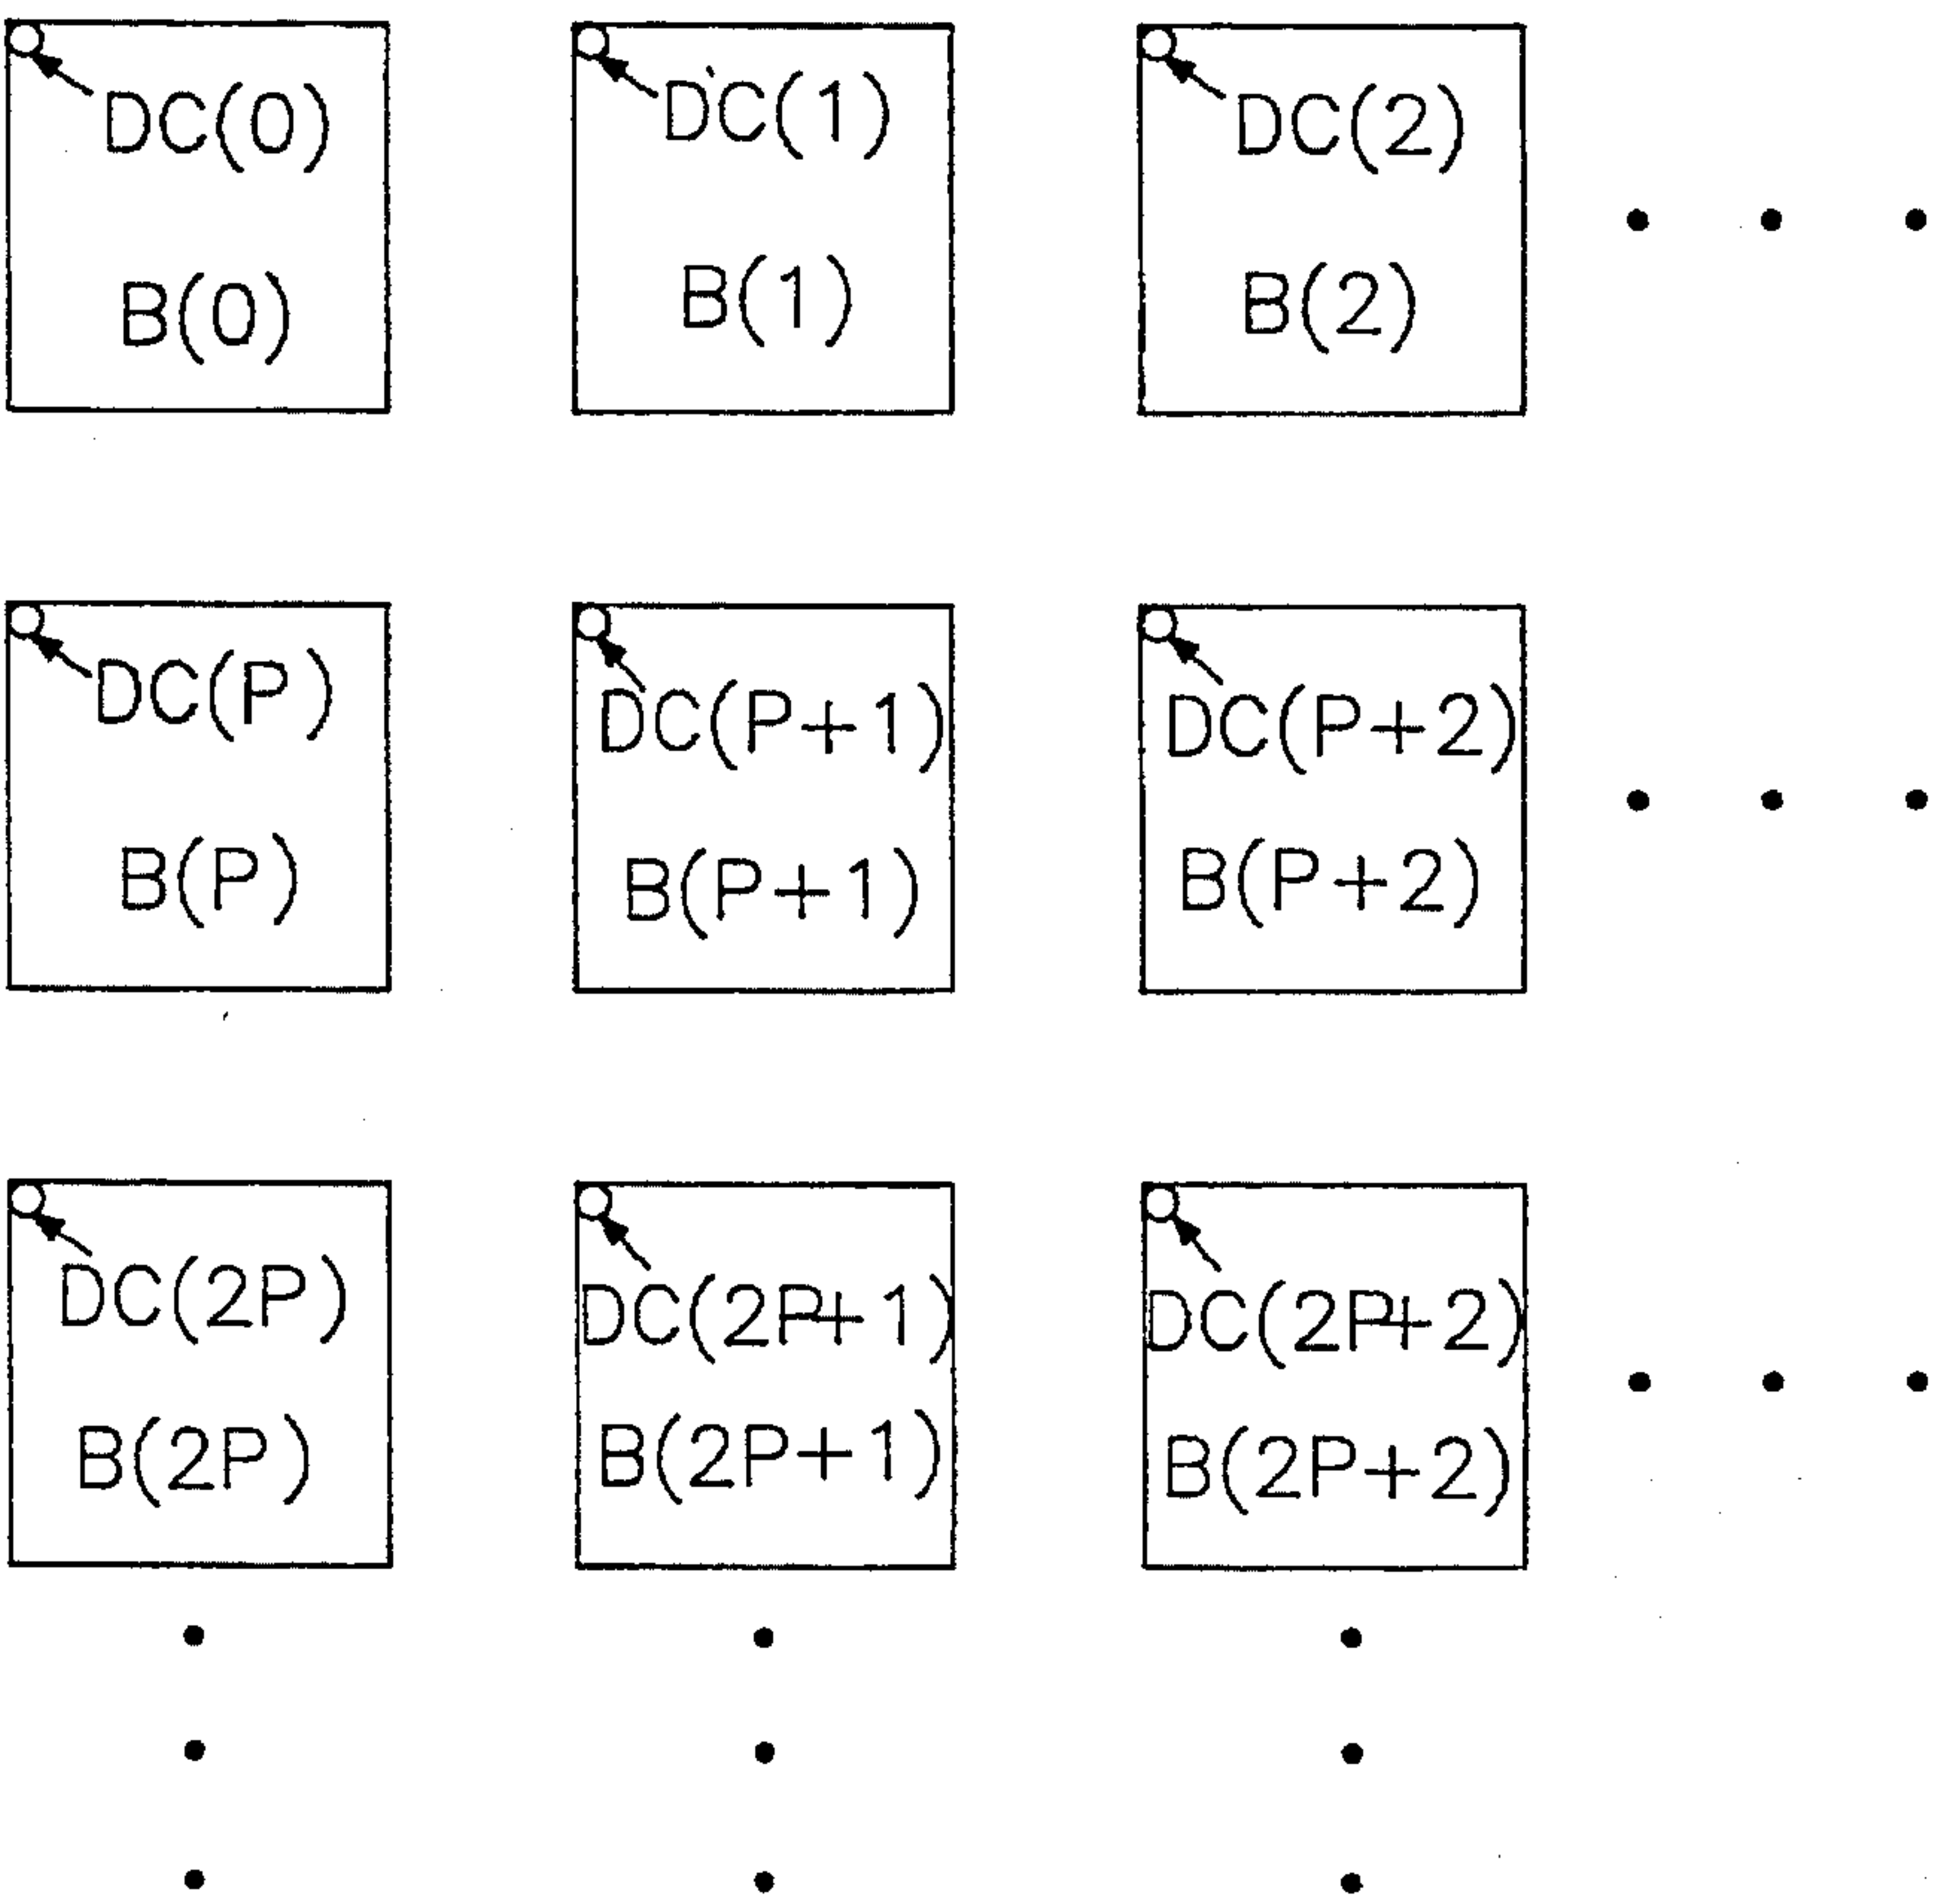 DC(0) DC(1) DC(2)
B(0) B(1) B(2)
DC(P) DC(P+1) DC(P+2)
B(P) B(P+1) B(P+2)
DC(2P) DC(2P+1) DC(2P+2)
B(2P) B(2P+1) B(2P+2)